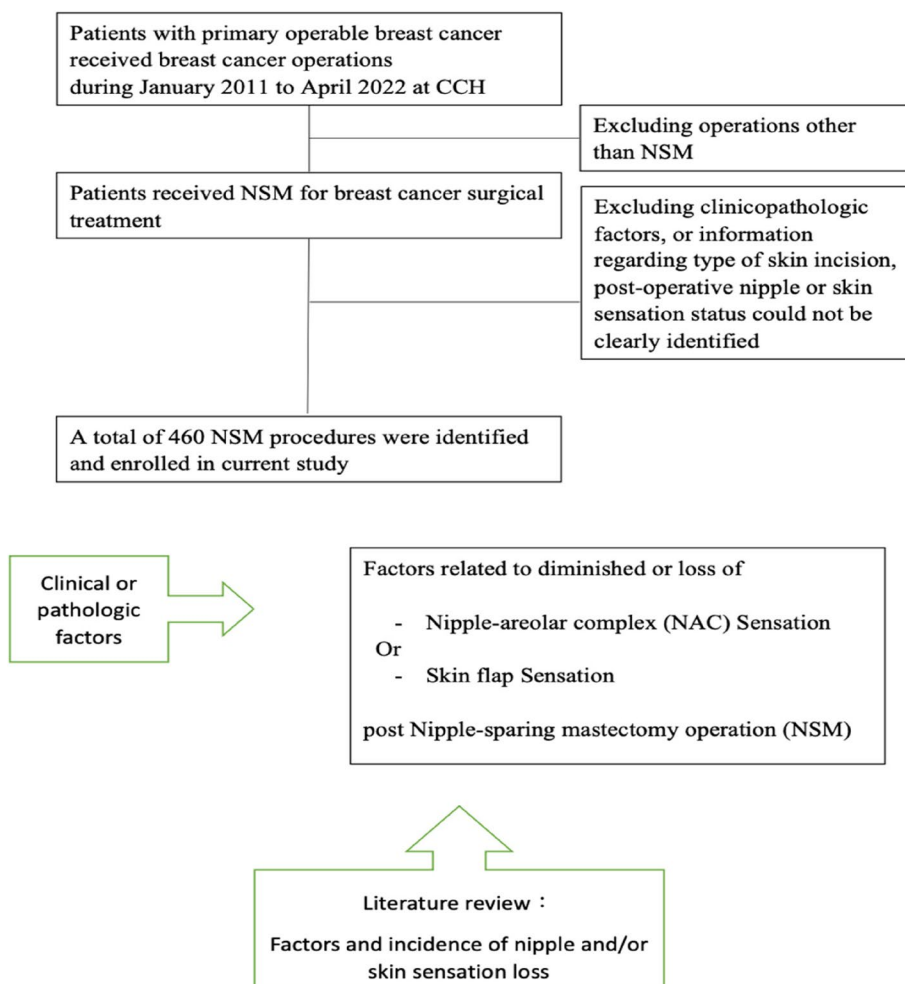 Patients with primary operable breast cancer
received breast cancer operations
during January 2011 to April 2022 at CCH
Excluding operations other
than NSM
Patients received NSM for breast cancer surgical
treatment
Excluding clinicopathologic
factors, or information
regarding type of skin incision,
post-operative nipple or skin
sensation status could not be
clearly identified
A total of 460 NSM procedures were identified
and enrolled in current study
Clinical or
pathologic
factors
Factors related to diminished or loss of
- Nipple-areolar complex (NAC) Sensation
Or
- Skin flap Sensation
post Nipple-sparing mastectomy operation (NSM)
Literature review：
Factors and incidence of nipple and/or
skin sensation loss